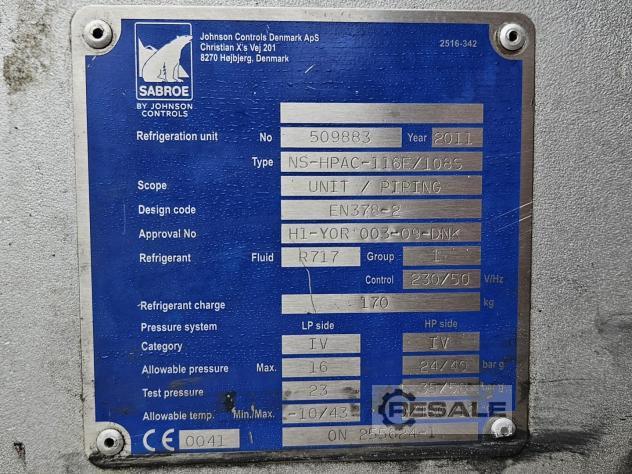 Johnson Controls Denmark ApS
Christian X's Vej 201
8270 Højbjerg, Denmark
2516-342
SABROE
BY JOHNSON
CONTROLS
Refrigeration unit No 509883 Year 2011
Type NS-HPAC-116E/108S
Scope UNIT / PIPING
Design code EN378-2
Approval No H1-YOR 003-09-DNK
Refrigerant Fluid R717 Group 1
Control 230/50 V/Hz
Refrigerant charge 170 kg
Pressure system LP side HP side
Category IV IV
Allowable pressure Max. 16 24/40 bar g
Test pressure 23
Allowable temp. Min./Max. -10/43
RESALE
CE 0041 ON 255024-1